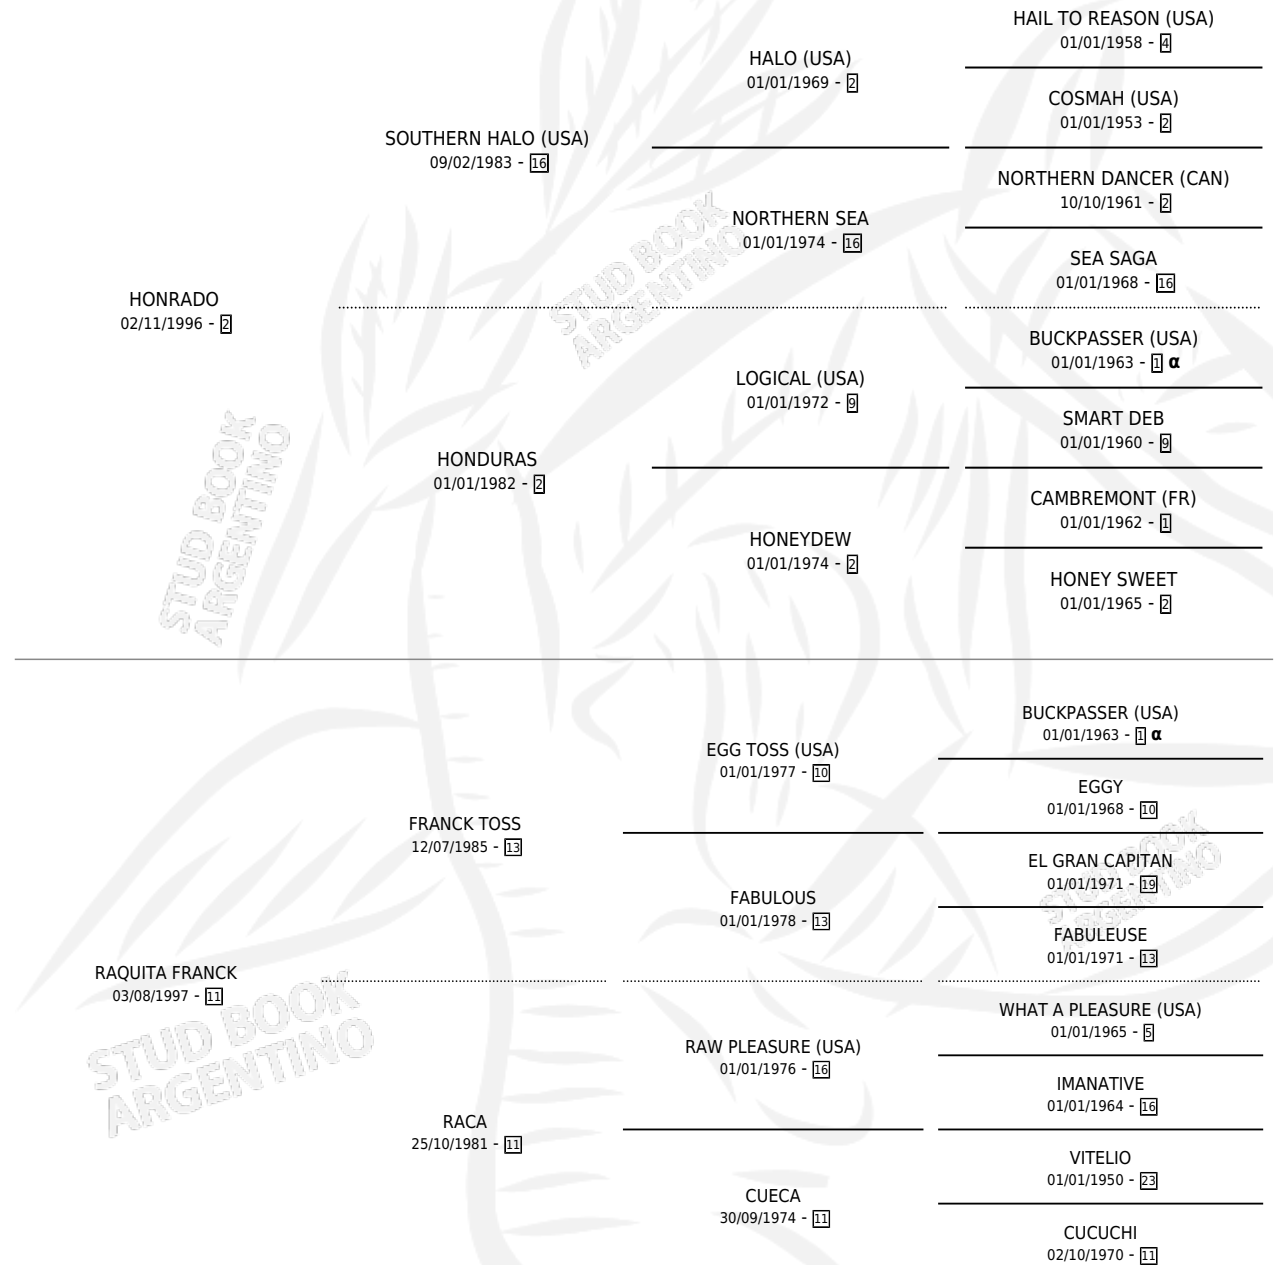 HAIL TO REASON (USA)
01/01/1958 - 4
HALO (USA)
01/01/1969 - 2
COSMAH (USA)
01/01/1953 - 2
SOUTHERN HALO (USA)
09/02/1983 - 16
NORTHERN DANCER (CAN)
10/10/1961 - 2
NORTHERN SEA
01/01/1974 - 16
SEA SAGA
01/01/1968 - 16
HONRADO
02/11/1996 - 2
BUCKPASSER (USA)
01/01/1963 - 1 α
LOGICAL (USA)
01/01/1972 - 9
SMART DEB
01/01/1960 - 9
HONDURAS
01/01/1982 - 2
CAMBREMONT (FR)
01/01/1962 - 1
HONEYDEW
01/01/1974 - 2
HONEY SWEET
01/01/1965 - 2
BUCKPASSER (USA)
01/01/1963 - 1 α
EGG TOSS (USA)
01/01/1977 - 10
EGGY
01/01/1968 - 10
FRANCK TOSS
12/07/1985 - 13
EL GRAN CAPITAN
01/01/1971 - 19
FABULOUS
01/01/1978 - 13
FABULEUSE
01/01/1971 - 13
RAQUITA FRANCK
03/08/1997 - 11
WHAT A PLEASURE (USA)
01/01/1965 - 5
RAW PLEASURE (USA)
01/01/1976 - 16
IMANATIVE
01/01/1964 - 16
RACA
25/10/1981 - 11
VITELIO
01/01/1950 - 23
CUECA
30/09/1974 - 11
CUCUCHI
02/10/1970 - 11
STUD BOOK
ARGENTINO
STUD BOOK
ARGENTINO
STUD BOOK
ARGENTINO
STUD BOOK
ARGENTINO